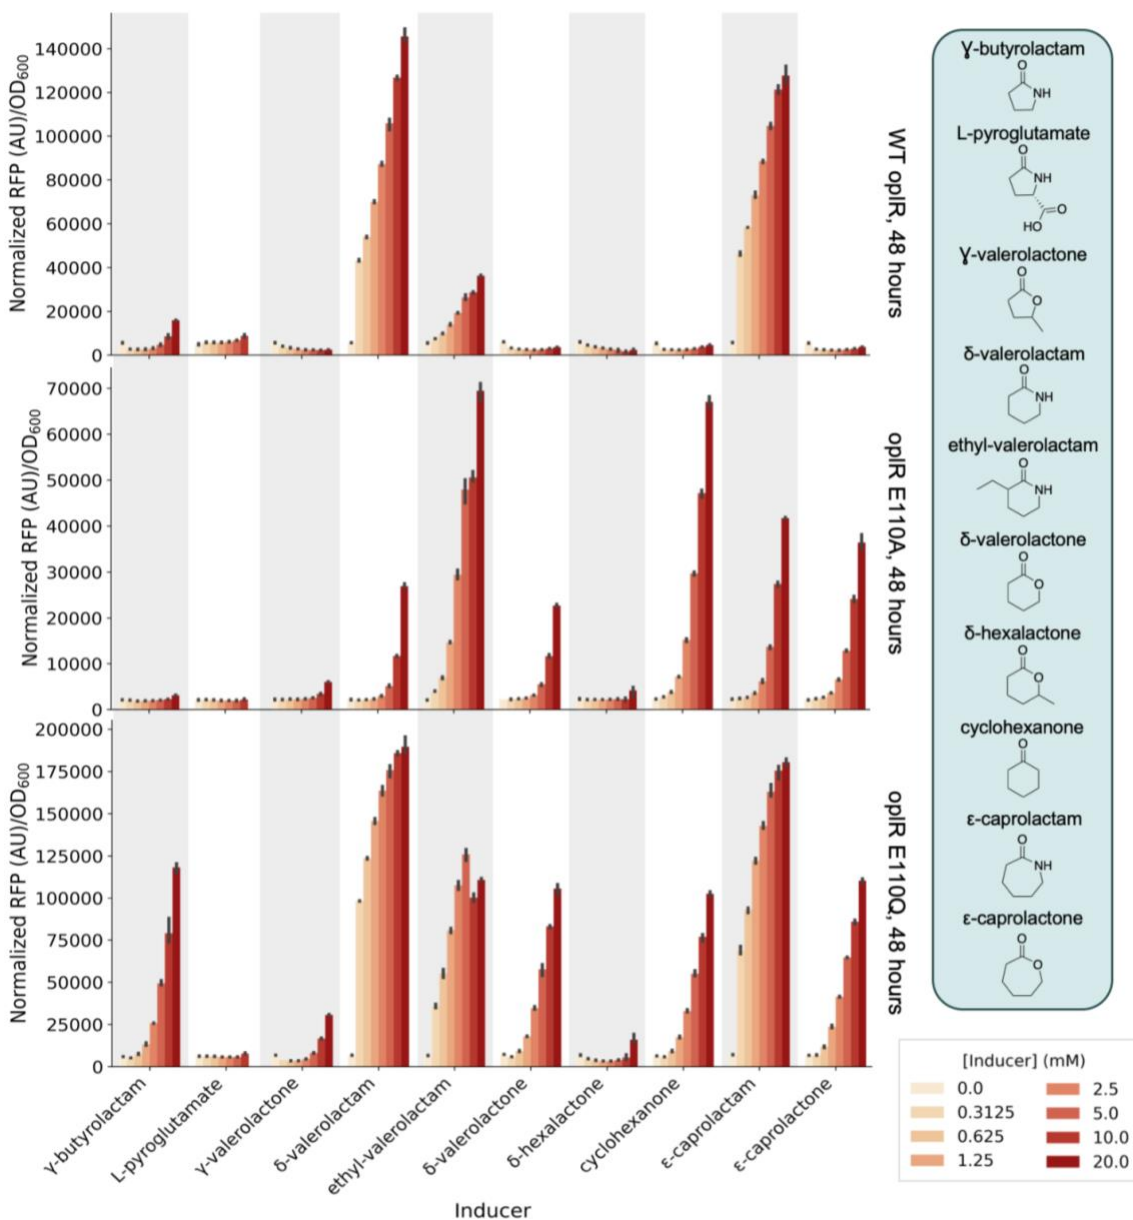 Normalized RFP (AU)/OD600
140000
120000
100000
80000
60000
40000
20000
0
WT oplR, 48 hours
Normalized RFP (AU)/OD600
70000
60000
50000
40000
30000
20000
10000
0
oplR E110A, 48 hours
Normalized RFP (AU)/OD600
200000
175000
150000
125000
100000
75000
50000
25000
0
oplR E110Q, 48 hours
γ-butyrolactam
L-pyroglutamate
γ-valerolactone
δ-valerolactam
ethyl-valerolactam
δ-valerolactone
δ-hexalactone
cyclohexanone
ε-caprolactam
ε-caprolactone
Inducer
Ɣ-butyrolactam
O
NH
L-pyroglutamate
O
NH
O
HO
Ɣ-valerolactone
O
O
δ-valerolactam
O
NH
ethyl-valerolactam
O
NH
δ-valerolactone
O
O
δ-hexalactone
O
O
cyclohexanone
O
ε-caprolactam
O
NH
ε-caprolactone
O
O
[Inducer] (mM)
0.0
0.3125
0.625
1.25
2.5
5.0
10.0
20.0